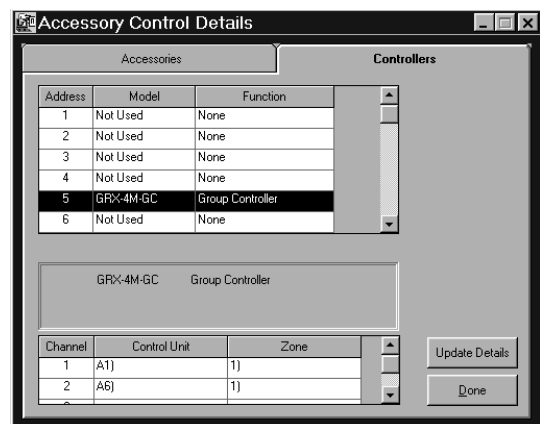 Accessory Control Details
Accessories Controllers
Address Model Function
1 Not Used None
2 Not Used None
3 Not Used None
4 Not Used None
5 GRX-4M-GC Group Controller
6 Not Used None
GRX-4M-GC Group Controller
Channel Control Unit Zone
1 A1) 1)
2 A6) 1)
Update Details
Done